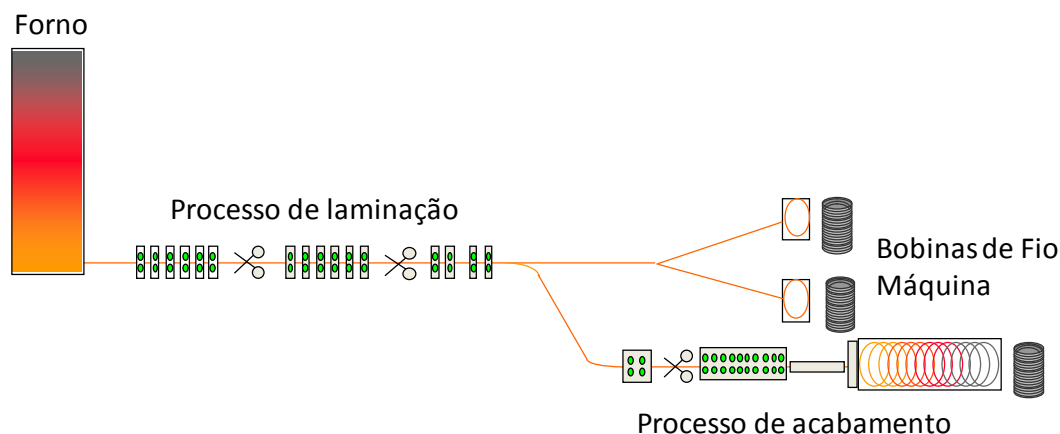 Forno
Processo de laminação
Bobinas de Fio
Máquina
Processo de acabamento